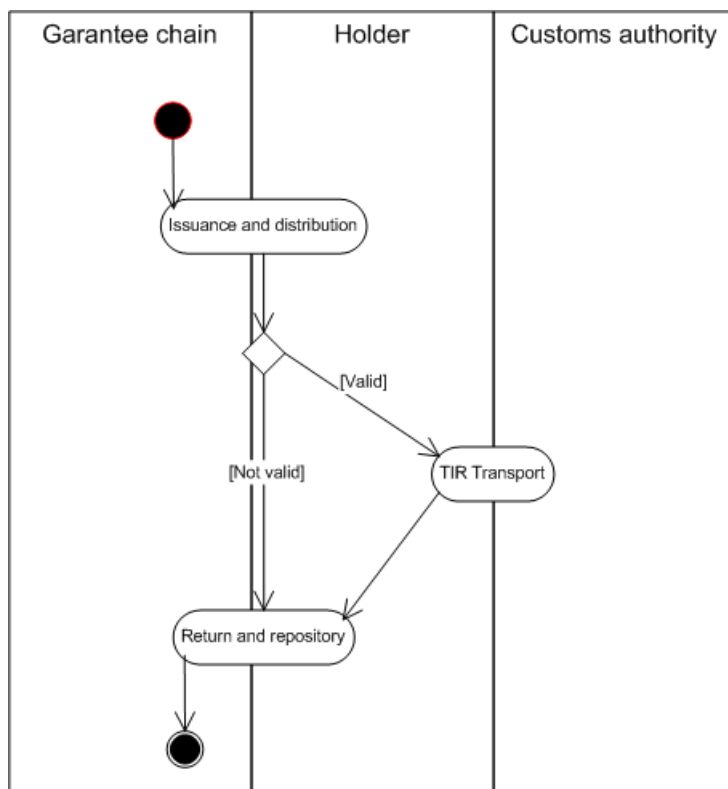 Garantee chain
Holder
Customs authority
Issuance and distribution
[Valid]
[Not valid]
TIR Transport
Return and repository